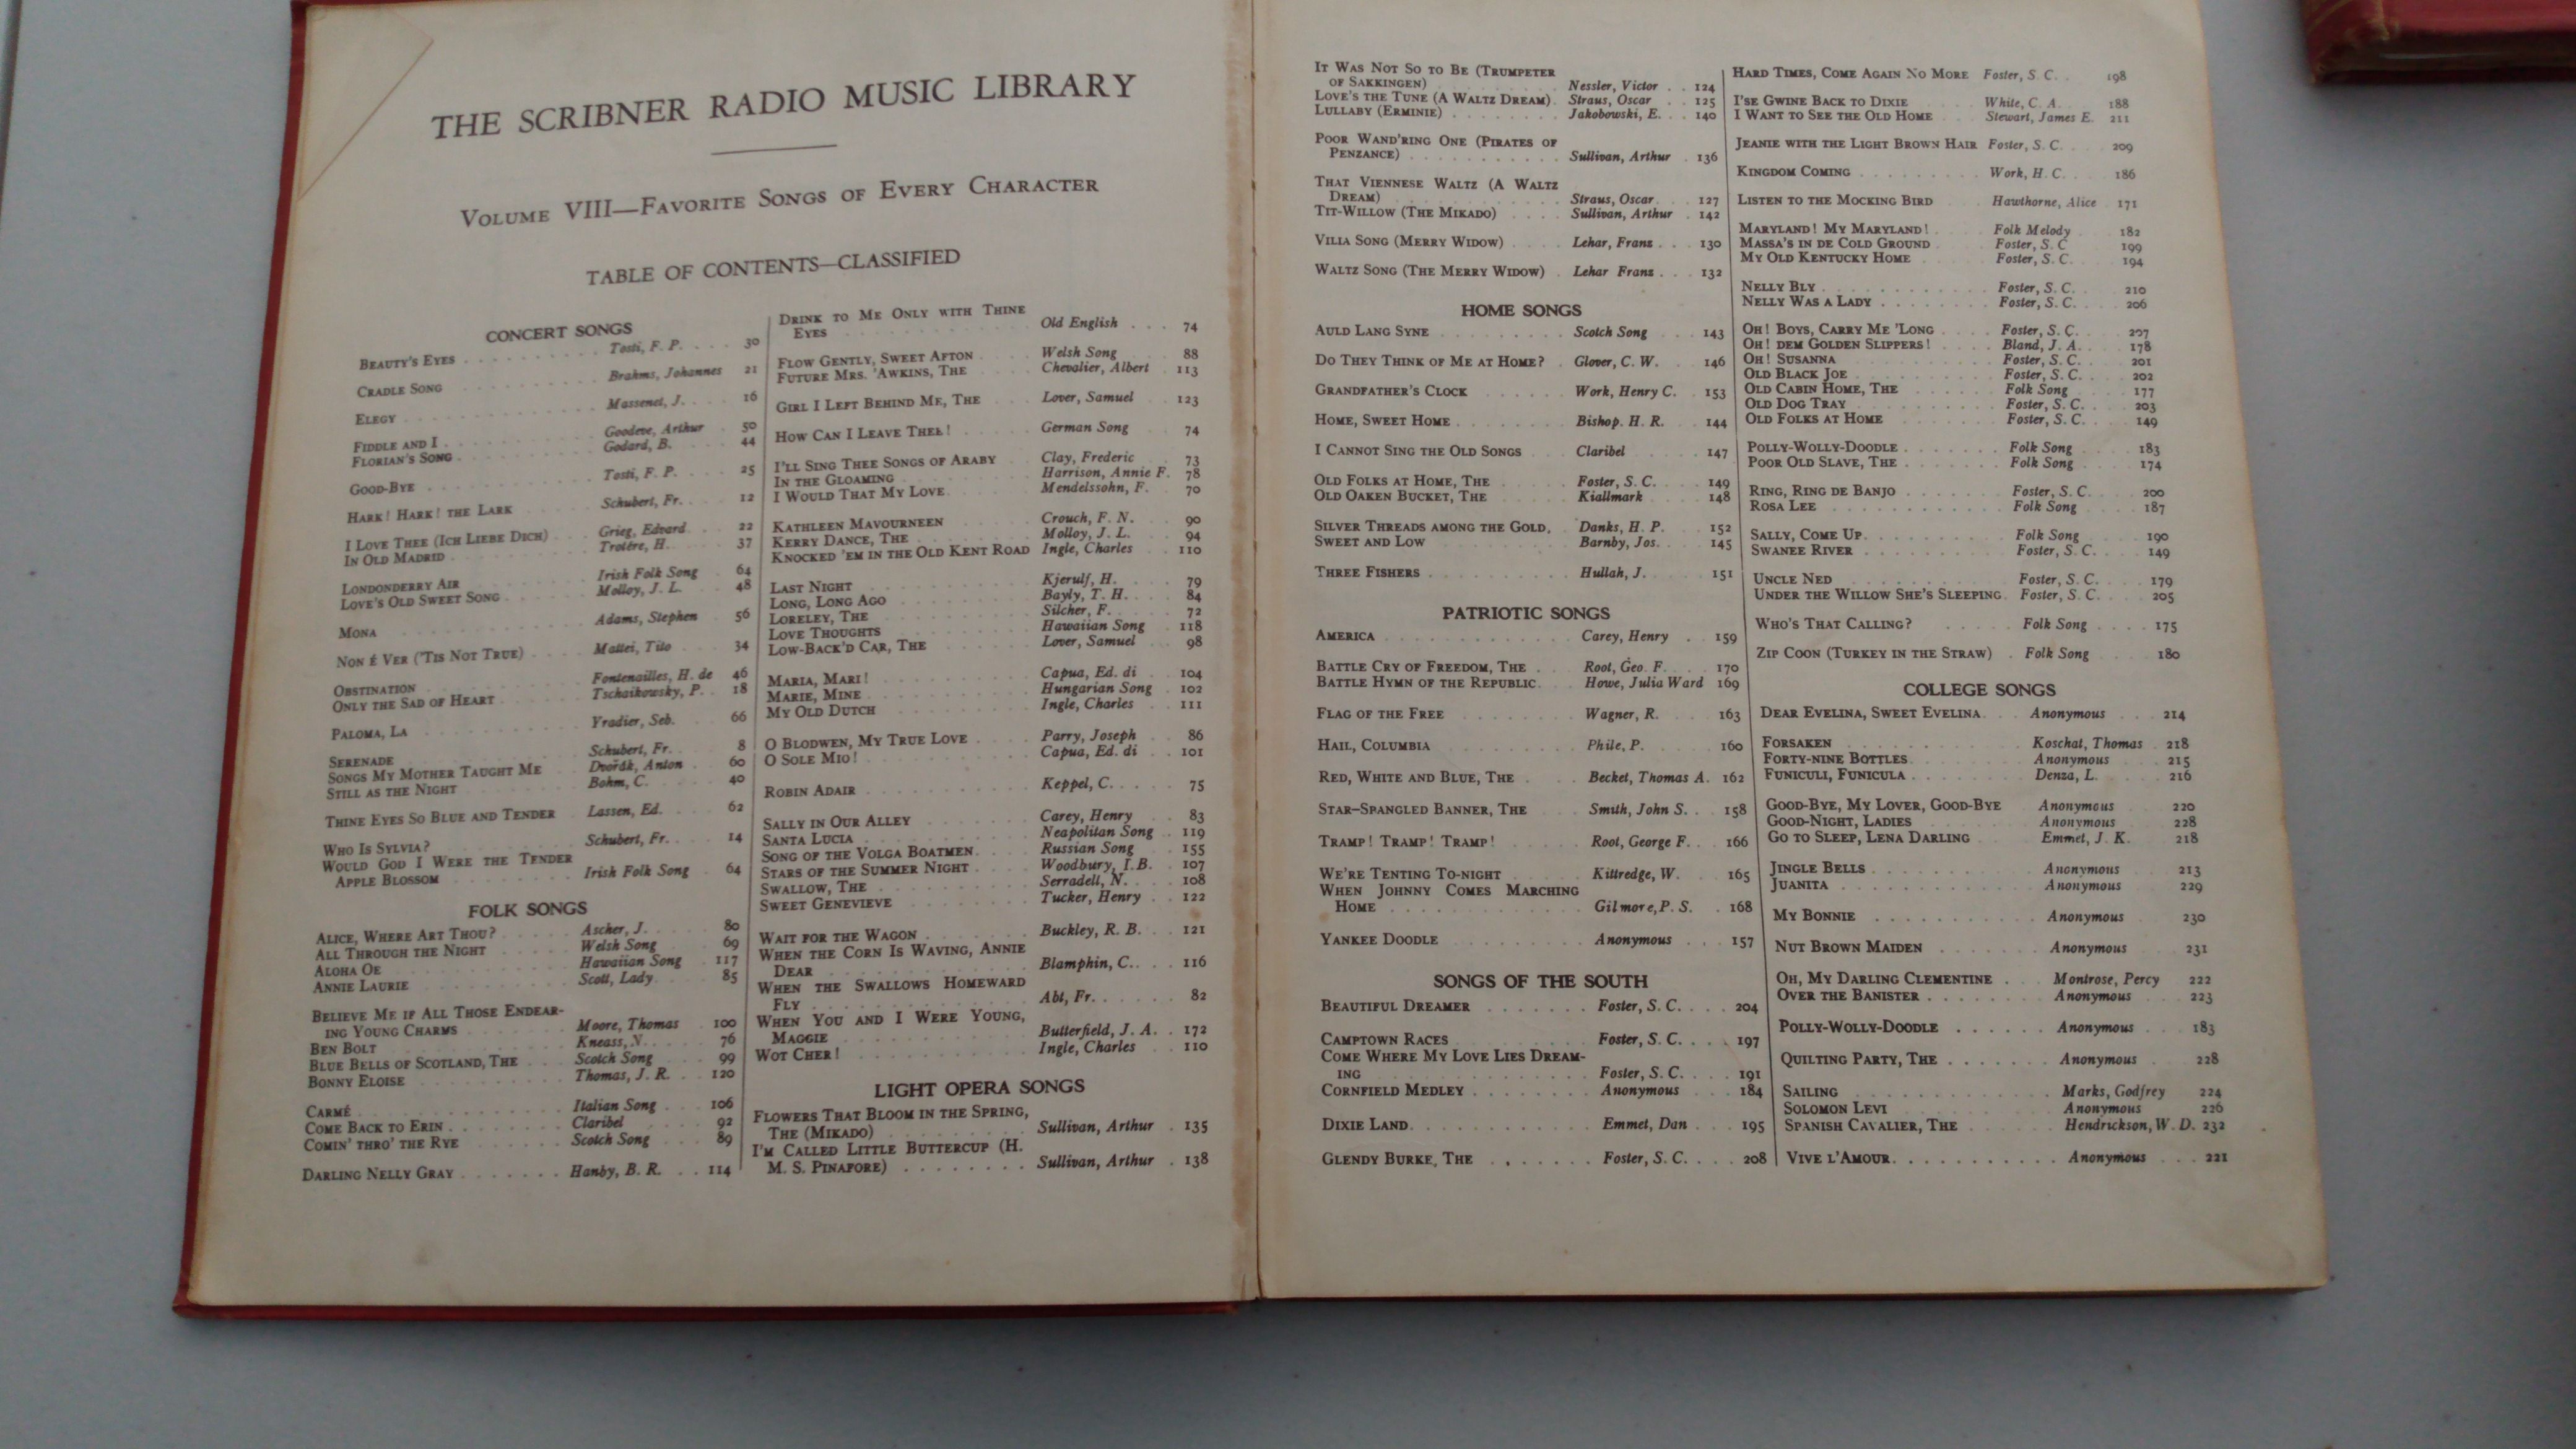 THE SCRIBNER RADIO MUSIC LIBRARY
VOLUME VIII—FAVORITE SONGS OF EVERY CHARACTER
TABLE OF CONTENTS—CLASSIFIED
CONCERT SONGS
BEAUTY'S EYES . . . Tosti, F. P. . . . 30
CRADLE SONG . . . Brahms, Johannes 21
ELEGY . . . Massenet, J. . . . 16
FIDDLE AND I . . . Goodeve, Arthur . 50
FLORIAN'S SONG . . . Godard, B. . . . 44
GOOD-BYE . . . Tosti, F. P. . . . 25
HARK! HARK! THE LARK . . . Schubert, Fr. . . 12
I LOVE THEE (ICH LIEBE DICH) . . . Grieg, Edvard . . 22
IN OLD MADRID . . . Trotère, H. . . 37
LONDONDERRY AIR . . . Irish Folk Song . 64
LOVE'S OLD SWEET SONG . . . Molloy, J. L. . . 48
MONA . . . Adams, Stephen . 56
NON É VER ('TIS NOT TRUE) . . . Mattei, Tito . . 34
OBSTINATION . . . Fontenailles, H. de 46
ONLY THE SAD OF HEART . . . Tschaikowsky, P. . 18
PALOMA, LA . . . Yradier, Seb. . . 66
SERENADE . . . Schubert, Fr. . . 8
SONGS MY MOTHER TAUGHT ME . . . Dvořák, Anton . 60
STILL AS THE NIGHT . . . Bohm, C. . . . 40
THINE EYES SO BLUE AND TENDER . . . Lassen, Ed. . . . 62
WHO IS SYLVIA? . . . Schubert, Fr. . . 14
WOULD GOD I WERE THE TENDER
APPLE BLOSSOM . . . Irish Folk Song . 64
FOLK SONGS
ALICE, WHERE ART THOU? . . . Ascher, J. . . . 80
ALL THROUGH THE NIGHT . . . Welsh Song . . 69
ALOHA OE . . . Hawaiian Song . 117
ANNIE LAURIE . . . Scott, Lady . . . 85
BELIEVE ME IF ALL THOSE ENDEAR-
ING YOUNG CHARMS . . . Moore, Thomas . 100
BEN BOLT . . . Kneass, N. . . . 76
BLUE BELLS OF SCOTLAND, THE . . . Scotch Song . . 99
BONNY ELOISE . . . Thomas, J. R. . . 120
CARMÉ . . . Italian Song . . . 106
COME BACK TO ERIN . . . Claribel . . . 92
COMIN' THRO' THE RYE . . . Scotch Song . . . 89
DARLING NELLY GRAY . . . Hanby, B. R. . . 114
DRINK TO ME ONLY WITH THINE
EYES . . . Old English . . . 74
FLOW GENTLY, SWEET AFTON . . . Welsh Song . . . 88
FUTURE MRS. 'AWKINS, THE . . . Chevalier, Albert . 113
GIRL I LEFT BEHIND ME, THE . . . Lover, Samuel . . 123
HOW CAN I LEAVE THEE! . . . German Song . . 74
I'LL SING THEE SONGS OF ARABY . . . Clay, Frederic . . 73
IN THE GLOAMING . . . Harrison, Annie F. 78
I WOULD THAT MY LOVE . . . Mendelssohn, F. . 70
KATHLEEN MAVOURNEEN . . . Crouch, F. N. . . 90
KERRY DANCE, THE . . . Molloy, J. L. . . 94
KNOCKED 'EM IN THE OLD KENT ROAD Ingle, Charles . . 110
LAST NIGHT . . . Kjerulf, H. . . . 79
LONG, LONG AGO . . . Bayly, T. H. . . . 84
LORELEY, THE . . . Silcher, F. . . . 72
LOVE THOUGHTS . . . Hawaiian Song . 118
LOW-BACK'D CAR, THE . . . Lover, Samuel . . 98
MARIA, MARI! . . . Capua, Ed. di . . 104
MARIE, MINE . . . Hungarian Song . 102
MY OLD DUTCH . . . Ingle, Charles . . 111
O BLODWEN, MY TRUE LOVE . . . Parry, Joseph . . 86
O SOLE MIO! . . . Capua, Ed. di . . 101
ROBIN ADAIR . . . Keppel, C. . . . . 75
SALLY IN OUR ALLEY . . . Carey, Henry . . 83
SANTA LUCIA . . . Neapolitan Song . . 119
SONG OF THE VOLGA BOATMEN . . . Russian Song . . 155
STARS OF THE SUMMER NIGHT . . . Woodbury, I. B. . 107
SWALLOW, THE . . . Serradell, N. . . . 108
SWEET GENEVIEVE . . . Tucker, Henry . . 122
WAIT FOR THE WAGON . . . Buckley, R. B. . . 121
WHEN THE CORN IS WAVING, ANNIE
DEAR . . . Blamphin, C. . . . 116
WHEN THE SWALLOWS HOMEWARD
FLY . . . Abt, Fr. . . . . 82
WHEN YOU AND I WERE YOUNG,
MAGGIE . . . Butterfield, J. A. . . 172
WOT CHER! . . . Ingle, Charles . . 110
LIGHT OPERA SONGS
FLOWERS THAT BLOOM IN THE SPRING,
THE (MIKADO) . . . Sullivan, Arthur . 135
I'M CALLED LITTLE BUTTERCUP (H.
M. S. PINAFORE) . . . Sullivan, Arthur . 138
IT WAS NOT SO TO BE (TRUMPETER
OF SAKKINGEN) . . . Nessler, Victor . . 124
LOVE'S THE TUNE (A WALTZ DREAM) . Straus, Oscar . . 125
LULLABY (ERMINIE) . . . Jakobowski, E. . . 140
POOR WAND'RING ONE (PIRATES OF
PENZANCE) . . . Sullivan, Arthur . 136
THAT VIENNESE WALTZ (A WALTZ
DREAM) . . . Straus, Oscar . . 127
TIT-WILLOW (THE MIKADO) . . . Sullivan, Arthur . 142
VILIA SONG (MERRY WIDOW) . . . Lehar, Franz . . . 130
WALTZ SONG (THE MERRY WIDOW) . Lehar Franz . . . 132
HOME SONGS
AULD LANG SYNE . . . Scotch Song . . . 143
DO THEY THINK OF ME AT HOME? . Glover, C. W. . . 146
GRANDFATHER'S CLOCK . . . Work, Henry C. . 153
HOME, SWEET HOME . . . Bishop. H. R. . . 144
I CANNOT SING THE OLD SONGS . . . Claribel . . . 147
OLD FOLKS AT HOME, THE . . . Foster, S. C. . . . 149
OLD OAKEN BUCKET, THE . . . Kiallmark . . . 148
SILVER THREADS AMONG THE GOLD. . Danks, H. P. . . 152
SWEET AND LOW . . . Barnby, Jos. . . . 145
THREE FISHERS . . . Hullah, J. . . . 151
PATRIOTIC SONGS
AMERICA . . . Carey, Henry . . 159
BATTLE CRY OF FREEDOM, THE . . . Root, Geo. F. . . . 170
BATTLE HYMN OF THE REPUBLIC . . . Howe, Julia Ward 169
FLAG OF THE FREE . . . Wagner, R. . . . 163
HAIL, COLUMBIA . . . Phile, P. . . . 160
RED, WHITE AND BLUE, THE . . . Becket, Thomas A. 162
STAR-SPANGLED BANNER, THE . . . Smith, John S. . . 158
TRAMP! TRAMP! TRAMP! . . . Root, George F. . . 166
WE'RE TENTING TO-NIGHT . . . Kittredge, W. . . 165
WHEN JOHNNY COMES MARCHING
HOME . . . Gilmore, P. S. . . 168
YANKEE DOODLE . . . Anonymous . . . 157
SONGS OF THE SOUTH
BEAUTIFUL DREAMER . . . Foster, S. C. . . . 204
CAMPTOWN RACES . . . Foster, S. C. . . . 197
COME WHERE MY LOVE LIES DREAM-
ING . . . Foster, S. C. . . . 191
CORNFIELD MEDLEY . . . Anonymous . . . 184
DIXIE LAND . . . Emmet, Dan . . . 195
GLENDY BURKE, THE . . . Foster, S. C. . . . 208
HARD TIMES, COME AGAIN NO MORE Foster, S. C. . . 198
I'SE GWINE BACK TO DIXIE . . . White, C. A. . . 188
I WANT TO SEE THE OLD HOME . . . Stewart, James E. 211
JEANIE WITH THE LIGHT BROWN HAIR Foster, S. C. . . . 209
KINGDOM COMING . . . Work, H. C. . . . 186
LISTEN TO THE MOCKING BIRD . . . Hawthorne, Alice . 171
MARYLAND! MY MARYLAND! . . . Folk Melody . . . 182
MASSA'S IN DE COLD GROUND . . . Foster, S. C. . . . 199
MY OLD KENTUCKY HOME . . . Foster, S. C. . . . 194
NELLY BLY . . . Foster, S. C. . . . 210
NELLY WAS A LADY . . . Foster, S. C. . . . 206
OH! BOYS, CARRY ME 'LONG . . . Foster, S. C. . . . 207
OH! DEM GOLDEN SLIPPERS! . . . Bland, J. A. . . . 178
OH! SUSANNA . . . Foster, S. C. . . . 201
OLD BLACK JOE . . . Foster, S. C. . . . 202
OLD CABIN HOME, THE . . . Folk Song . . . 177
OLD DOG TRAY . . . Foster, S. C. . . . 203
OLD FOLKS AT HOME . . . Foster, S. C. . . . 149
POLLY-WOLLY-DOODLE . . . Folk Song . . . 183
POOR OLD SLAVE, THE . . . Folk Song . . . 174
RING, RING DE BANJO . . . Foster, S. C. . . . 200
ROSA LEE . . . Folk Song . . . 187
SALLY, COME UP . . . Folk Song . . . 190
SWANEE RIVER . . . Foster, S. C. . . . 149
UNCLE NED . . . Foster, S. C. . . . 179
UNDER THE WILLOW SHE'S SLEEPING . Foster, S. C. . . . 205
WHO'S THAT CALLING? . . . Folk Song . . . . 175
ZIP COON (TURKEY IN THE STRAW) . Folk Song . . . 180
COLLEGE SONGS
DEAR EVELINA, SWEET EVELINA . . . Anonymous . . . 214
FORSAKEN . . . Koschat, Thomas . 218
FORTY-NINE BOTTLES . . . Anonymous . . . 215
FUNICULI, FUNICULA . . . Denza, L. . . . 216
GOOD-BYE, MY LOVER, GOOD-BYE Anonymous . . . 220
GOOD-NIGHT, LADIES . . . Anonymous . . . 228
GO TO SLEEP, LENA DARLING . . . Emmet, J. K. . . 218
JINGLE BELLS . . . Anonymous . . . 213
JUANITA . . . Anonymous . . . 229
MY BONNIE . . . Anonymous . . . 230
NUT BROWN MAIDEN . . . Anonymous . . . 231
OH, MY DARLING CLEMENTINE . . . Montrose, Percy 222
OVER THE BANISTER . . . Anonymous . . . 223
POLLY-WOLLY-DOODLE . . . Anonymous . . . 183
QUILTING PARTY, THE . . . Anonymous . . . 228
SAILING . . . Marks, Godfrey 224
SOLOMON LEVI . . . Anonymous 226
SPANISH CAVALIER, THE . . . Hendrickson, W. D. 232
VIVE L'AMOUR . . . Anonymous . . . 221